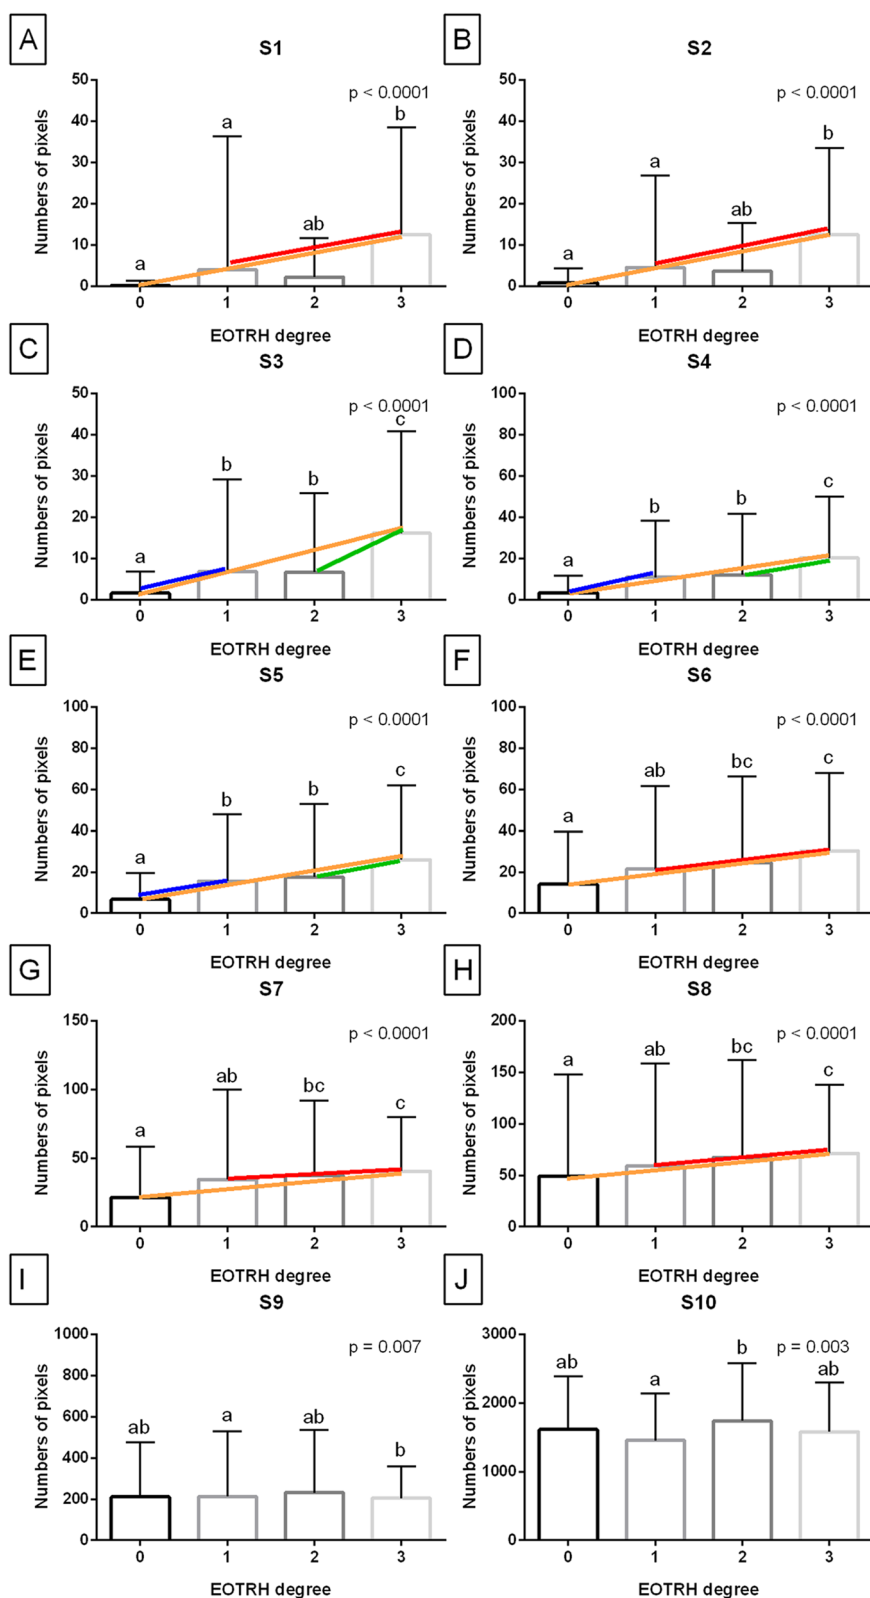 A
S1
Numbers of pixels
50
40
30
20
10
0
p < 0.0001
a
a
ab
b
0 1 2 3
EOTRH degree
B
S2
Numbers of pixels
50
40
30
20
10
0
p < 0.0001
a
a
ab
b
0 1 2 3
EOTRH degree
C
S3
Numbers of pixels
50
40
30
20
10
0
p < 0.0001
a
b
b
c
0 1 2 3
EOTRH degree
D
S4
Numbers of pixels
100
80
60
40
20
0
p < 0.0001
a
b
b
c
0 1 2 3
EOTRH degree
E
S5
Numbers of pixels
100
80
60
40
20
0
p < 0.0001
a
b
b
c
0 1 2 3
EOTRH degree
F
S6
Numbers of pixels
100
80
60
40
20
0
p < 0.0001
a
ab
bc
c
0 1 2 3
EOTRH degree
G
S7
Numbers of pixels
150
100
50
0
p < 0.0001
a
ab
bc
c
0 1 2 3
EOTRH degree
H
S8
Numbers of pixels
200
150
100
50
0
p < 0.0001
a
ab
bc
c
0 1 2 3
EOTRH degree
I
S9
Numbers of pixels
1000
800
600
400
200
0
p = 0.007
ab
a
ab
b
0 1 2 3
EOTRH degree
J
S10
Numbers of pixels
3000
2000
1000
0
p = 0.003
ab
a
b
ab
0 1 2 3
EOTRH degree